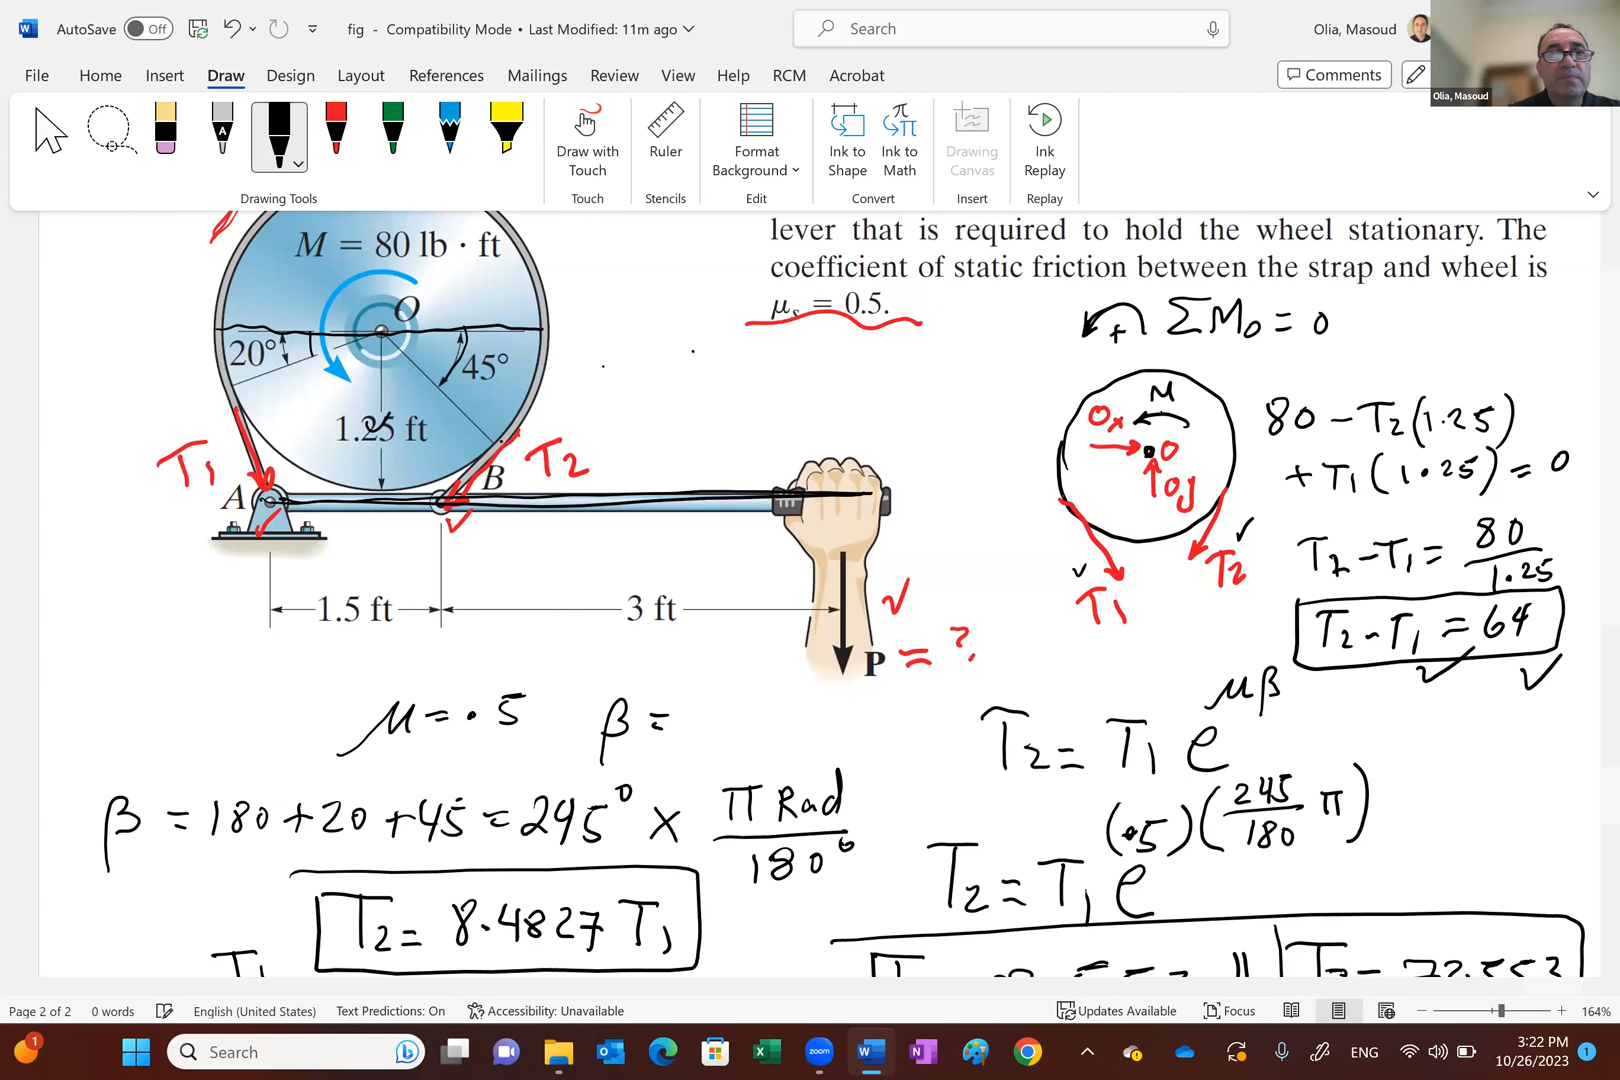 AutoSave Off
fig - Compatibility Mode • Last Modified: 11m ago
Search
Olia, Masoud
Olia, Masoud
File Home Insert Draw Design Layout References Mailings Review View Help RCM Acrobat
Comments
A
Draw with Touch
Ruler
Format Background
Ink to Shape
Ink to Math
Drawing Canvas
Ink Replay
Drawing Tools Touch Stencils Edit Convert Insert Replay
lever that is required to hold the wheel stationary. The
coefficient of static friction between the strap and wheel is
μs = 0.5.
M = 80 lb · ft
O
20°
45°
1.25 ft
T1
T2
A
B
1.5 ft
3 ft
P = ?
+ ΣMO = 0
M
Ox
O
Oy
T1
T2
80 - T2(1.25)
+ T1(1.25) = 0
T2 - T1 = 80/1.25
T2 - T1 = 64
μ = .5 β =
T2 = T1 e^μβ
β = 180 + 20 + 45 = 245° × π Rad/180°
T2 = T1 e^(.5)(245/180 π)
T2 = 8.4827 T1
T1
T2 = 72.553
Page 2 of 2 0 words English (United States) Text Predictions: On Accessibility: Unavailable
Updates Available Focus 164%
1
Search
zoom
ENG
3:22 PM
10/26/2023
1